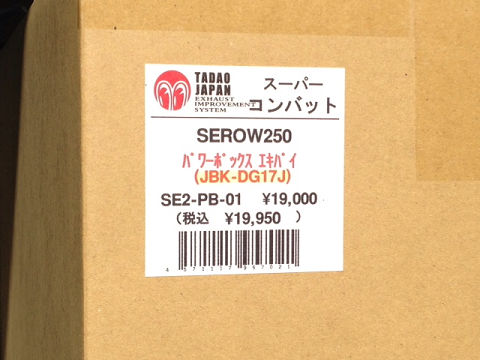 TADAO
JAPAN
EXHAUST
IMPROVEMENT
SYSTEM
スーパー
コンバット
SEROW250
ﾊﾟﾜｰﾎﾞｯｸｽ ｴｷﾊﾟｲ
(JBK-DG17J)
SE2-PB-01 ¥19,000
(税込 ¥19,950 )